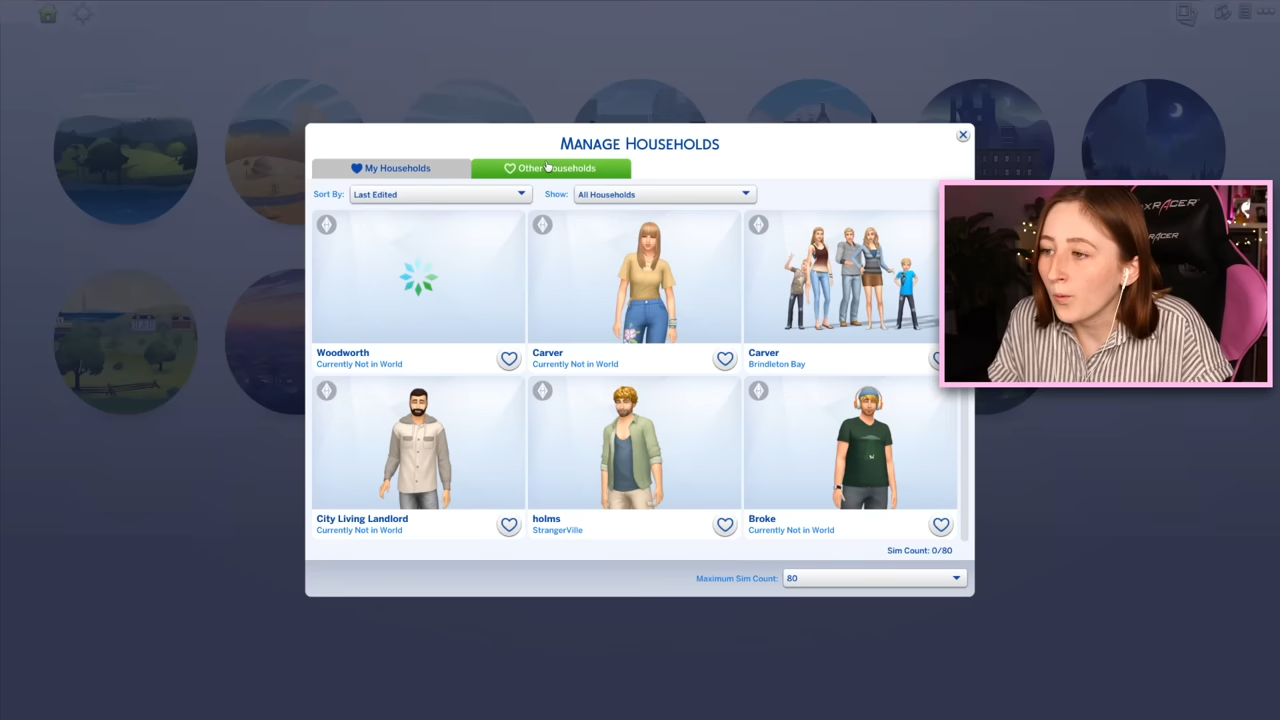 Manage Households
My Households
Other Households
Sort By: Last Edited
Show: All Households
Woodworth
Currently Not in World
Carver
Currently Not in World
Carver
Brindleton Bay
City Living Landlord
Currently Not in World
holms
StrangerVille
Broke
Currently Not in World
Sim Count: 0/80
Maximum Sim Count: 80
XRACER
RACER